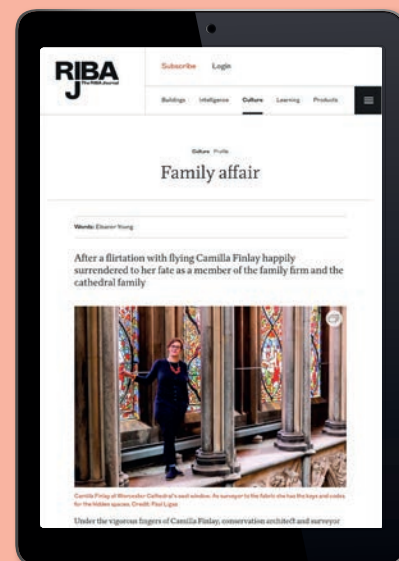 RIBA
J
The RIBA Journal
Subscribe Login
Buildings Intelligence Culture Learning Products
Culture Profile
Family affair
Words: Eleanor Young
After a flirtation with flying Camilla Finlay happily
surrendered to her fate as a member of the family firm and the
cathedral family
Camilla Finlay at Worcester Cathedral's east window. As surveyor to the fabric she has the keys and codes
for the hidden spaces. Credit: Paul Ligas
Under the vigorous fingers of Camilla Finlay, conservation architect and surveyor